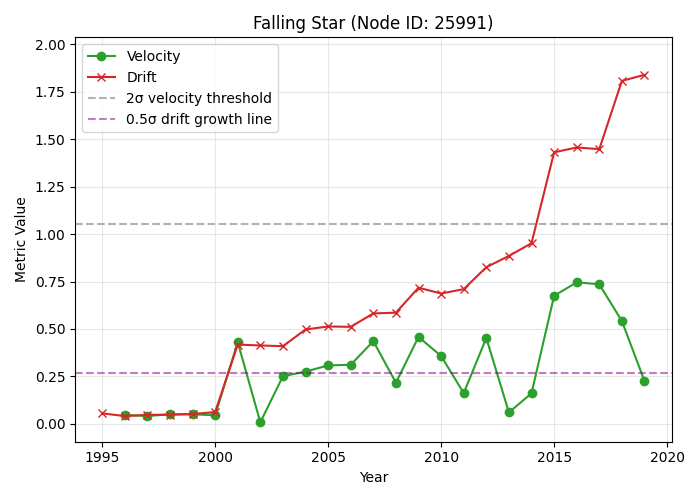 Falling Star (Node ID: 25991)
Velocity
Drift
2σ velocity threshold
0.5σ drift growth line
Metric Value
2.00
1.75
1.50
1.25
1.00
0.75
0.50
0.25
0.00
1995 2000 2005 2010 2015 2020
Year